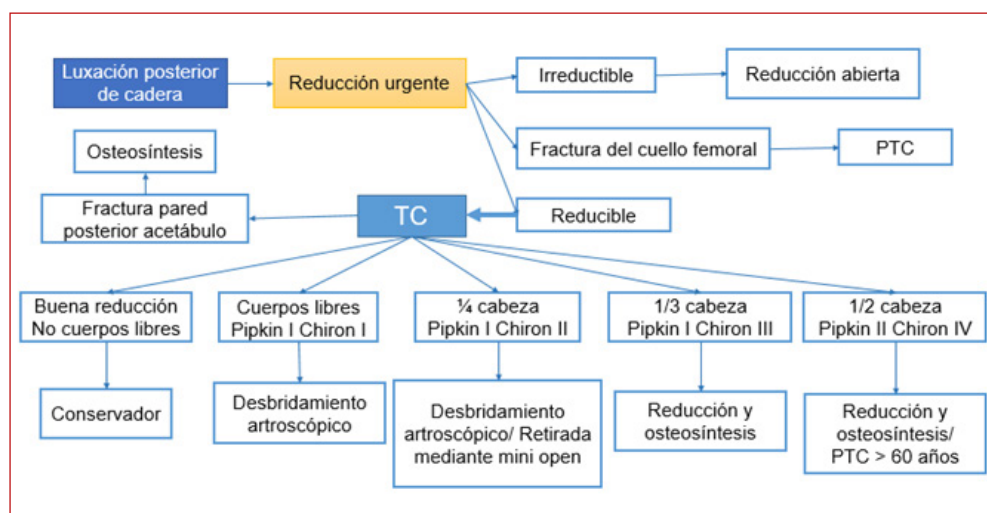 Luxación posterior
de cadera
Reducción urgente
Irreductible
Reducción abierta
Fractura del cuello femoral
PTC
Reducible
TC
Osteosíntesis
Fractura pared
posterior acetábulo
Buena reducción
No cuerpos libres
Cuerpos libres
Pipkin I Chiron I
¼ cabeza
Pipkin I Chiron II
1/3 cabeza
Pipkin I Chiron III
1/2 cabeza
Pipkin II Chiron IV
Conservador
Desbridamiento
artroscópico
Desbridamiento
artroscópico/ Retirada
mediante mini open
Reducción y
osteosíntesis
Reducción y
osteosíntesis/
PTC > 60 años